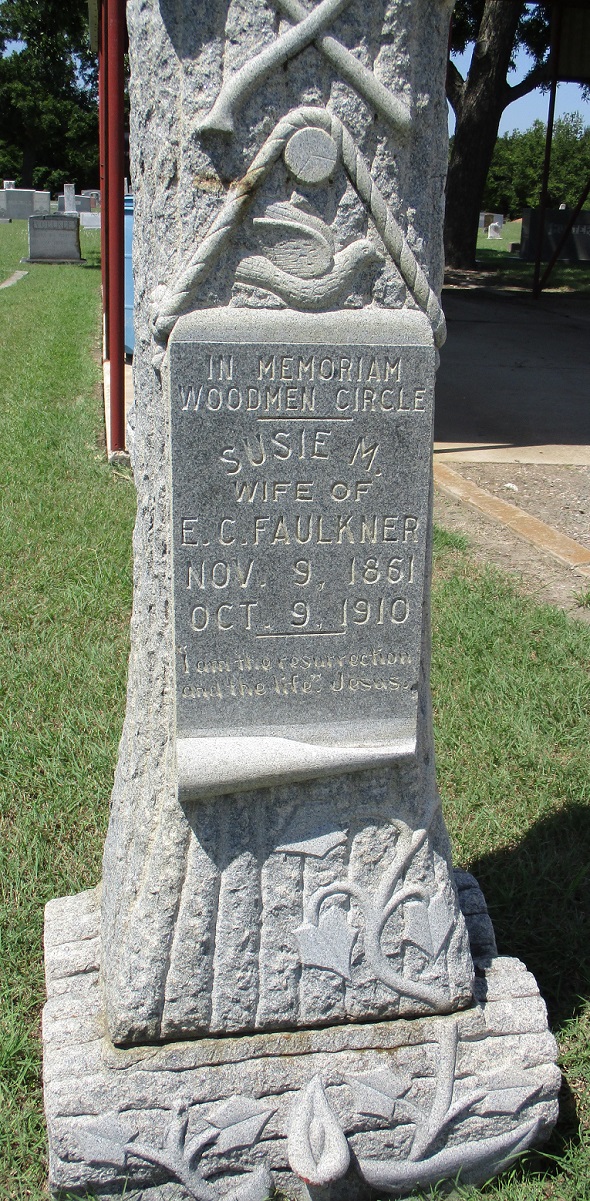 IN MEMORIAM
WOODMEN CIRCLE
SUSIE M.
WIFE OF
E. C. FAULKNER
NOV. 9, 1861
OCT. 9, 1910
"I am the resurrection
and the life". Jesus.